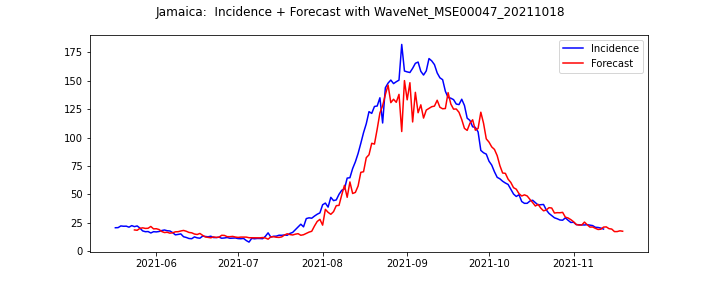 Jamaica:  Incidence + Forecast with WaveNet_MSE00047_20211018
Incidence
Forecast
175
150
125
100
75
50
25
0
2021-06 2021-07 2021-08 2021-09 2021-10 2021-11